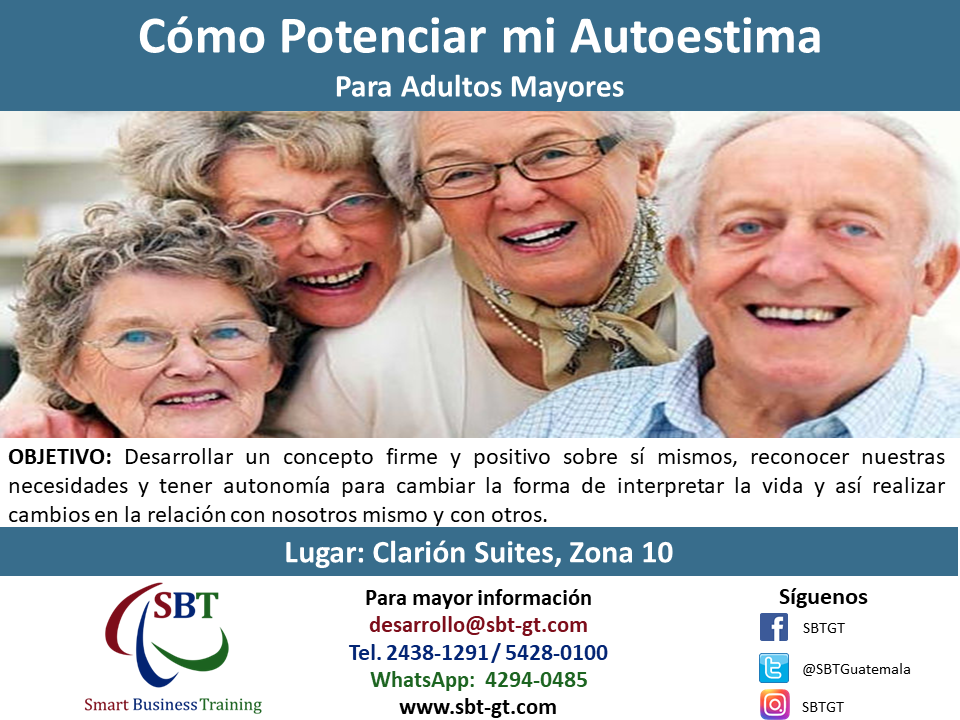 Cómo Potenciar mi Autoestima
Para Adultos Mayores
OBJETIVO: Desarrollar un concepto firme y positivo sobre sí mismos, reconocer nuestras
necesidades y tener autonomía para cambiar la forma de interpretar la vida y así realizar
cambios en la relación con nosotros mismo y con otros.
Lugar: Clarión Suites, Zona 10
SBT
Smart Business Training
Para mayor información
desarrollo@sbt-gt.com
Tel. 2438-1291/ 5428-0100
WhatsApp: 4294-0485
www.sbt-gt.com
Síguenos
SBTGT
@SBTGuatemala
SBTGT